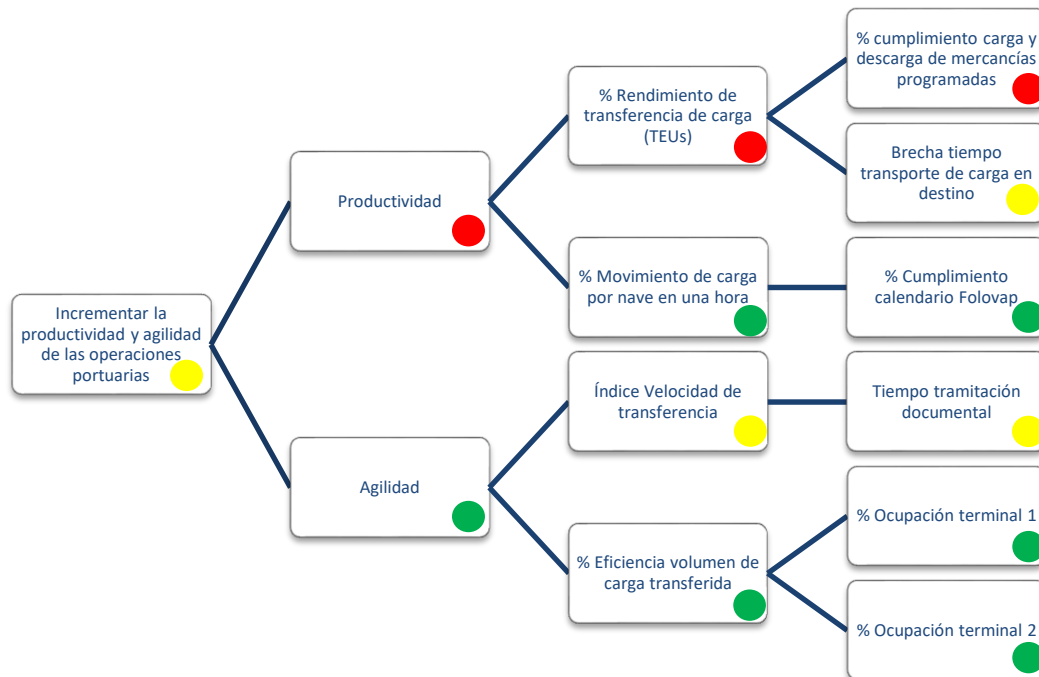 % cumplimiento carga y
descarga de mercancías
programadas
% Rendimiento de
transferencia de carga
(TEUs)
Brecha tiempo
transporte de carga en
destino
Productividad
% Movimiento de carga
por nave en una hora
% Cumplimiento
calendario Folovap
Incrementar la
productividad y agilidad
de las operaciones
portuarias
Índice Velocidad de
transferencia
Tiempo tramitación
documental
Agilidad
% Ocupación terminal 1
% Eficiencia volumen de
carga transferida
% Ocupación terminal 2